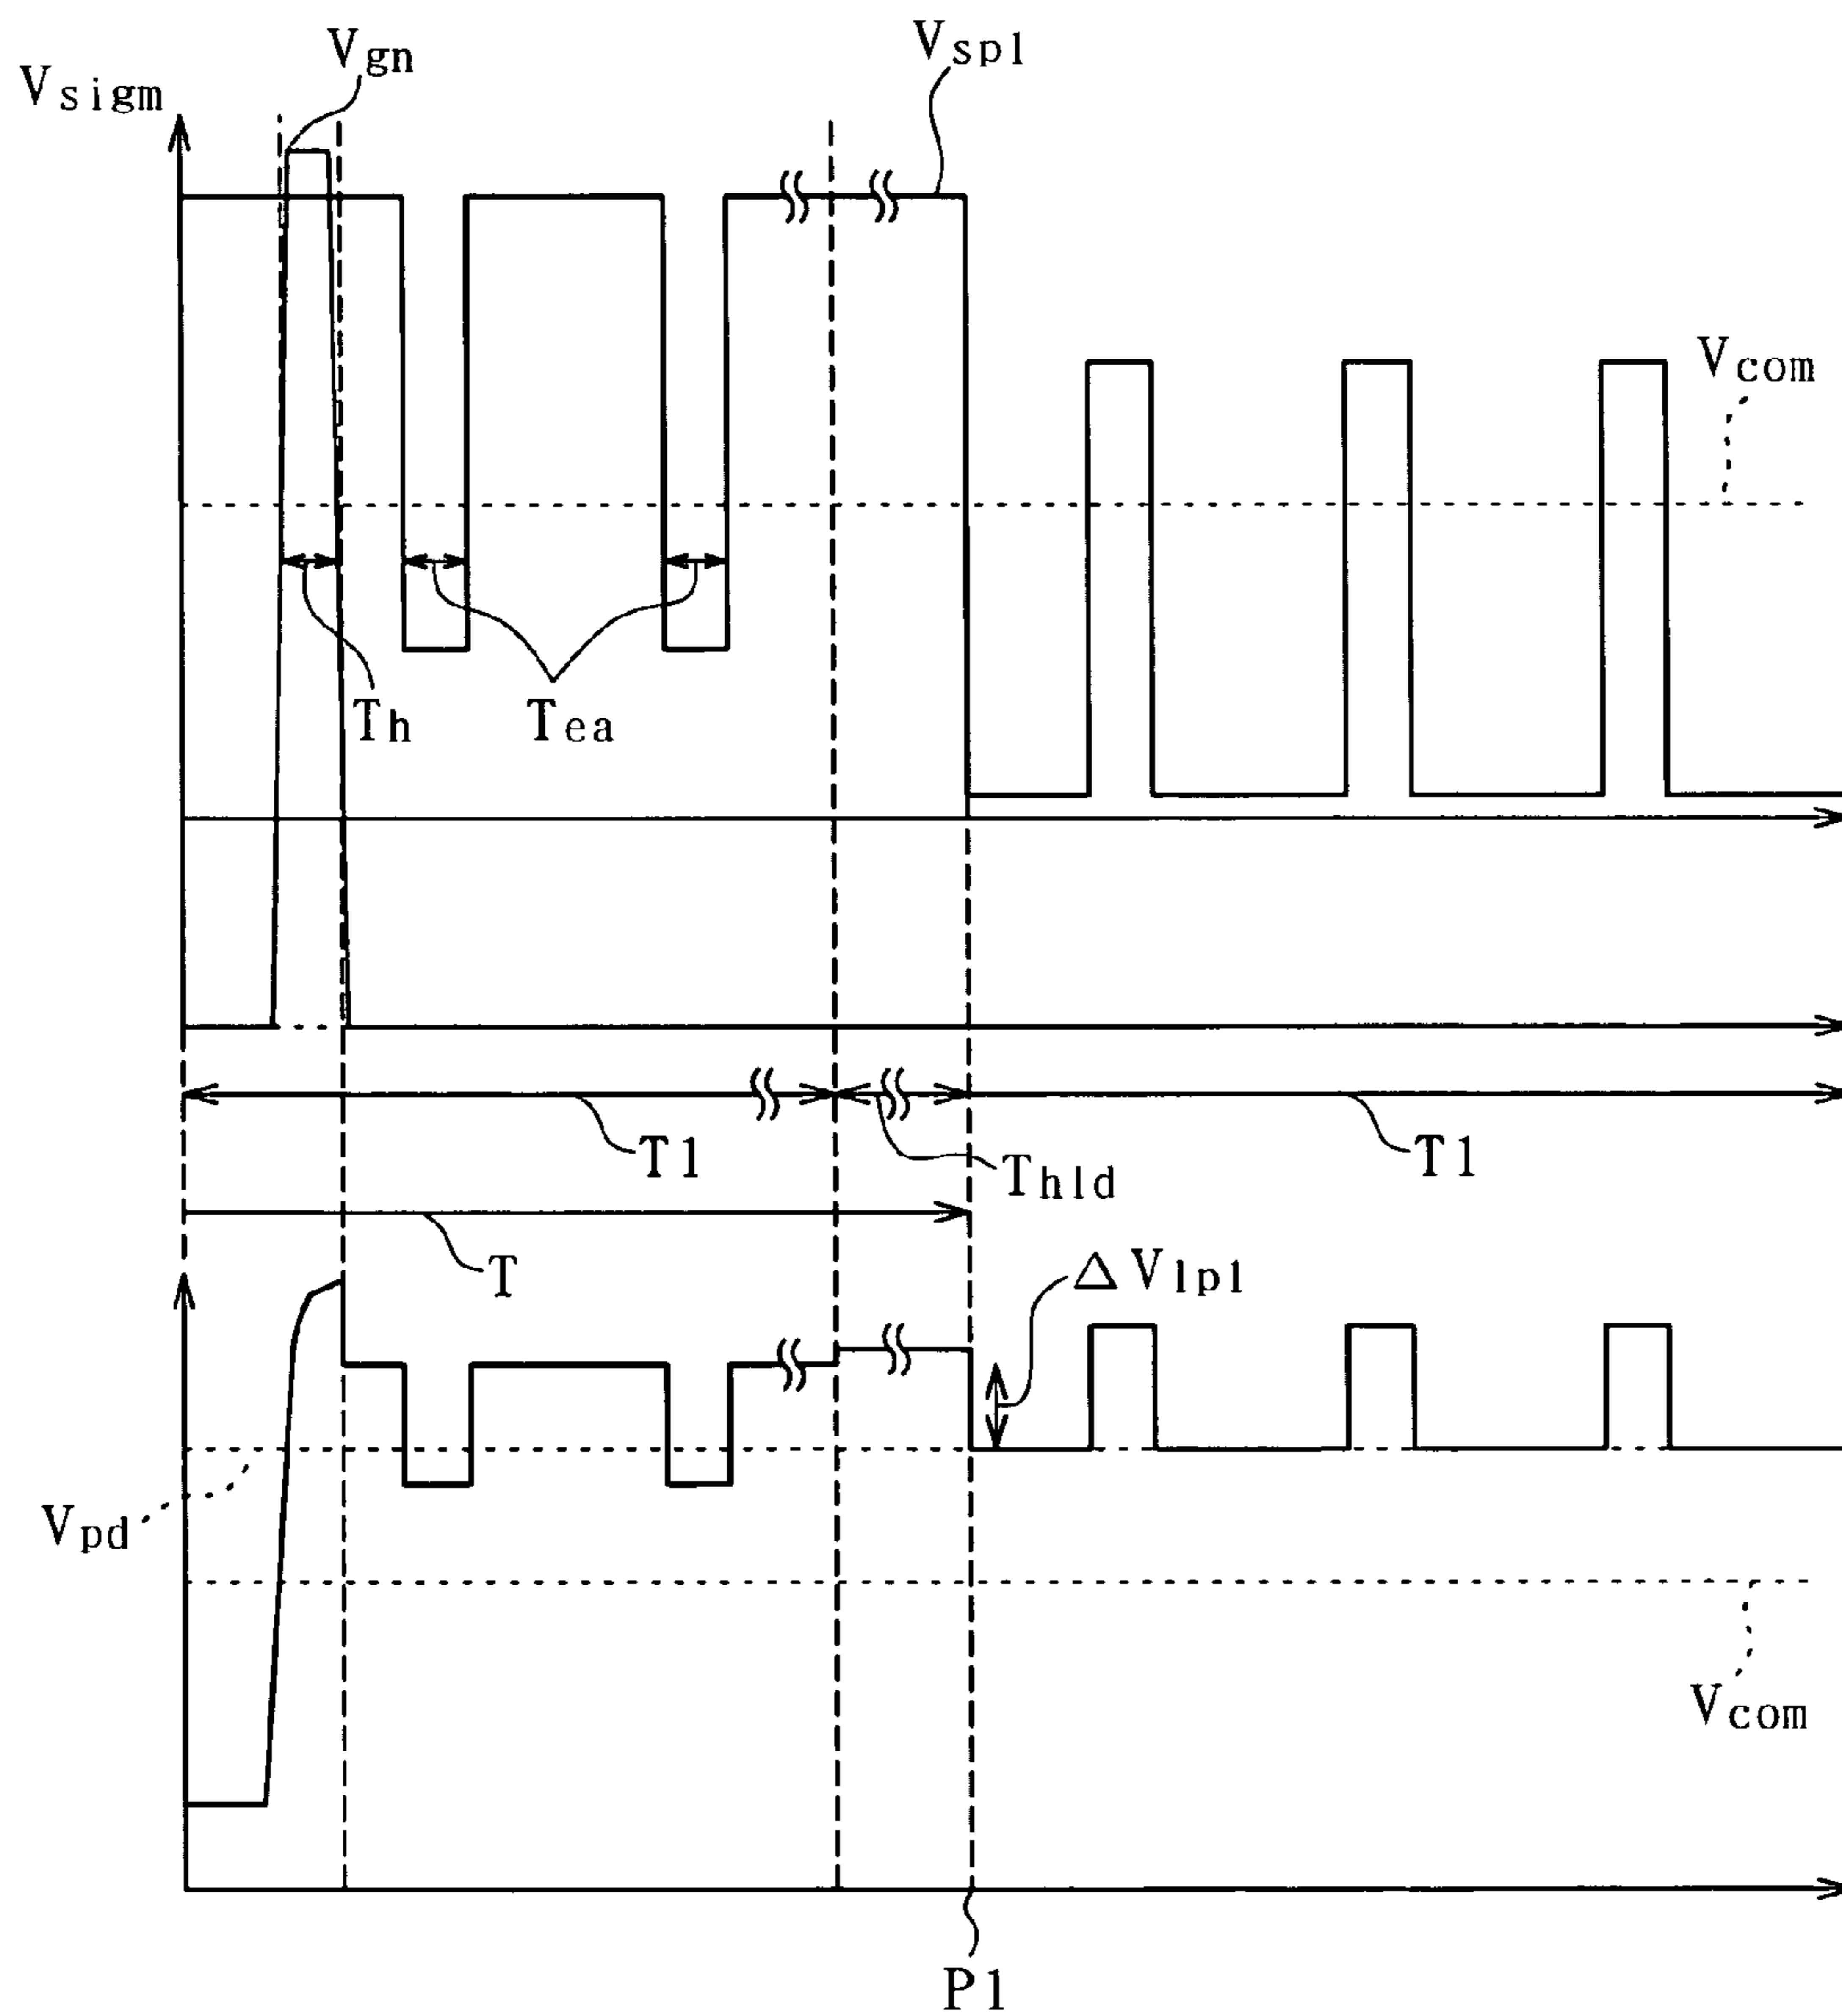 Vsigm
Vgn
Vspl
Vcom
Th
Tea
T1
Thld
T1
T
ΔVlpl
Vpd
Vcom
P1